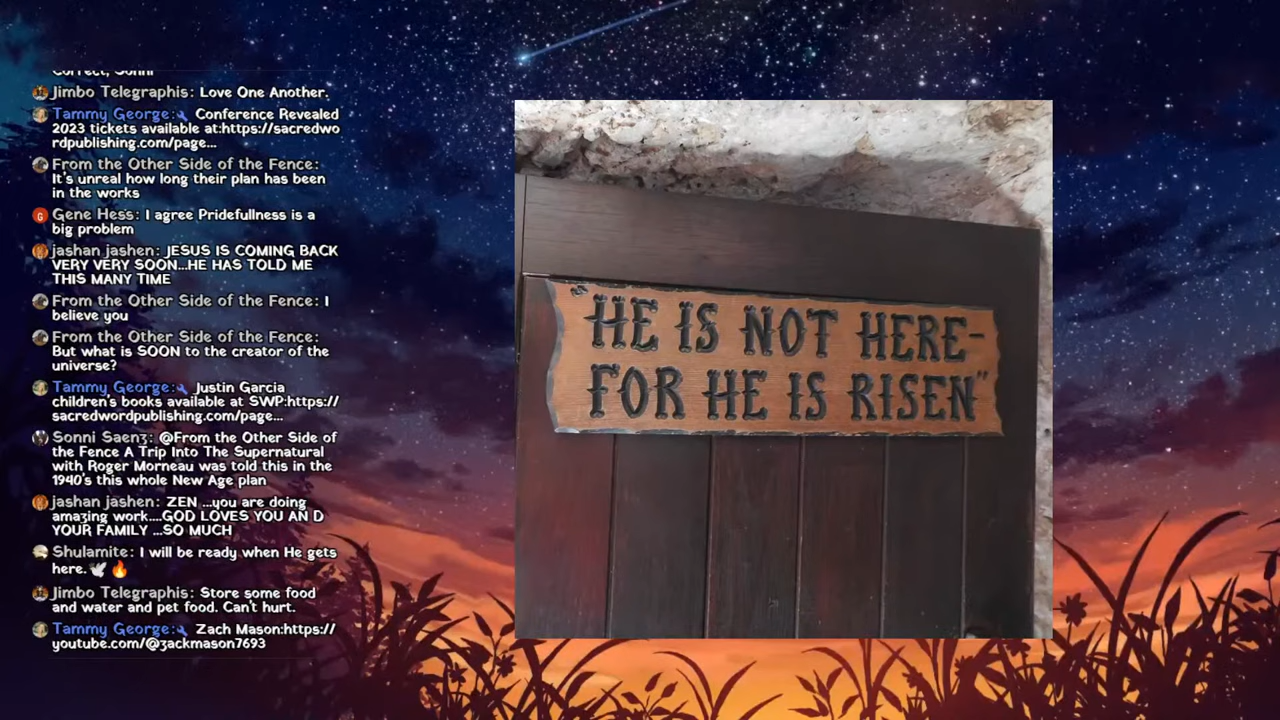 Correct, Sonni
Jimbo Telegraphis: Love One Another.
Tammy George: Conference Revealed
2023 tickets available at:https://sacredwo
rdpublishing.com/page...
From the Other Side of the Fence:
It's unreal how long their plan has been
in the works
Gene Hess: I agree Pridefullness is a
big problem
jashan jashen: JESUS IS COMING BACK
VERY VERY SOON...HE HAS TOLD ME
THIS MANY TIME
From the Other Side of the Fence: I
believe you
From the Other Side of the Fence:
But what is SOON to the creator of the
universe?
Tammy George: Justin Garcia
children's books available at SWP:https://
sacredwordpublishing.com/page...
Sonni Saenz: @From the Other Side of
the Fence A Trip Into The Supernatural
with Roger Morneau was told this in the
1940's this whole New Age plan
jashan jashen: ZEN ...you are doing
amazing work....GOD LOVES YOU AN D
YOUR FAMILY ...SO MUCH
Shulamite: I will be ready when He gets
here.🕊️🔥
Jimbo Telegraphis: Store some food
and water and pet food. Can't hurt.
Tammy George: Zach Mason:https://
youtube.com/@zackmason7693
"HE IS NOT HERE-
FOR HE IS RISEN"